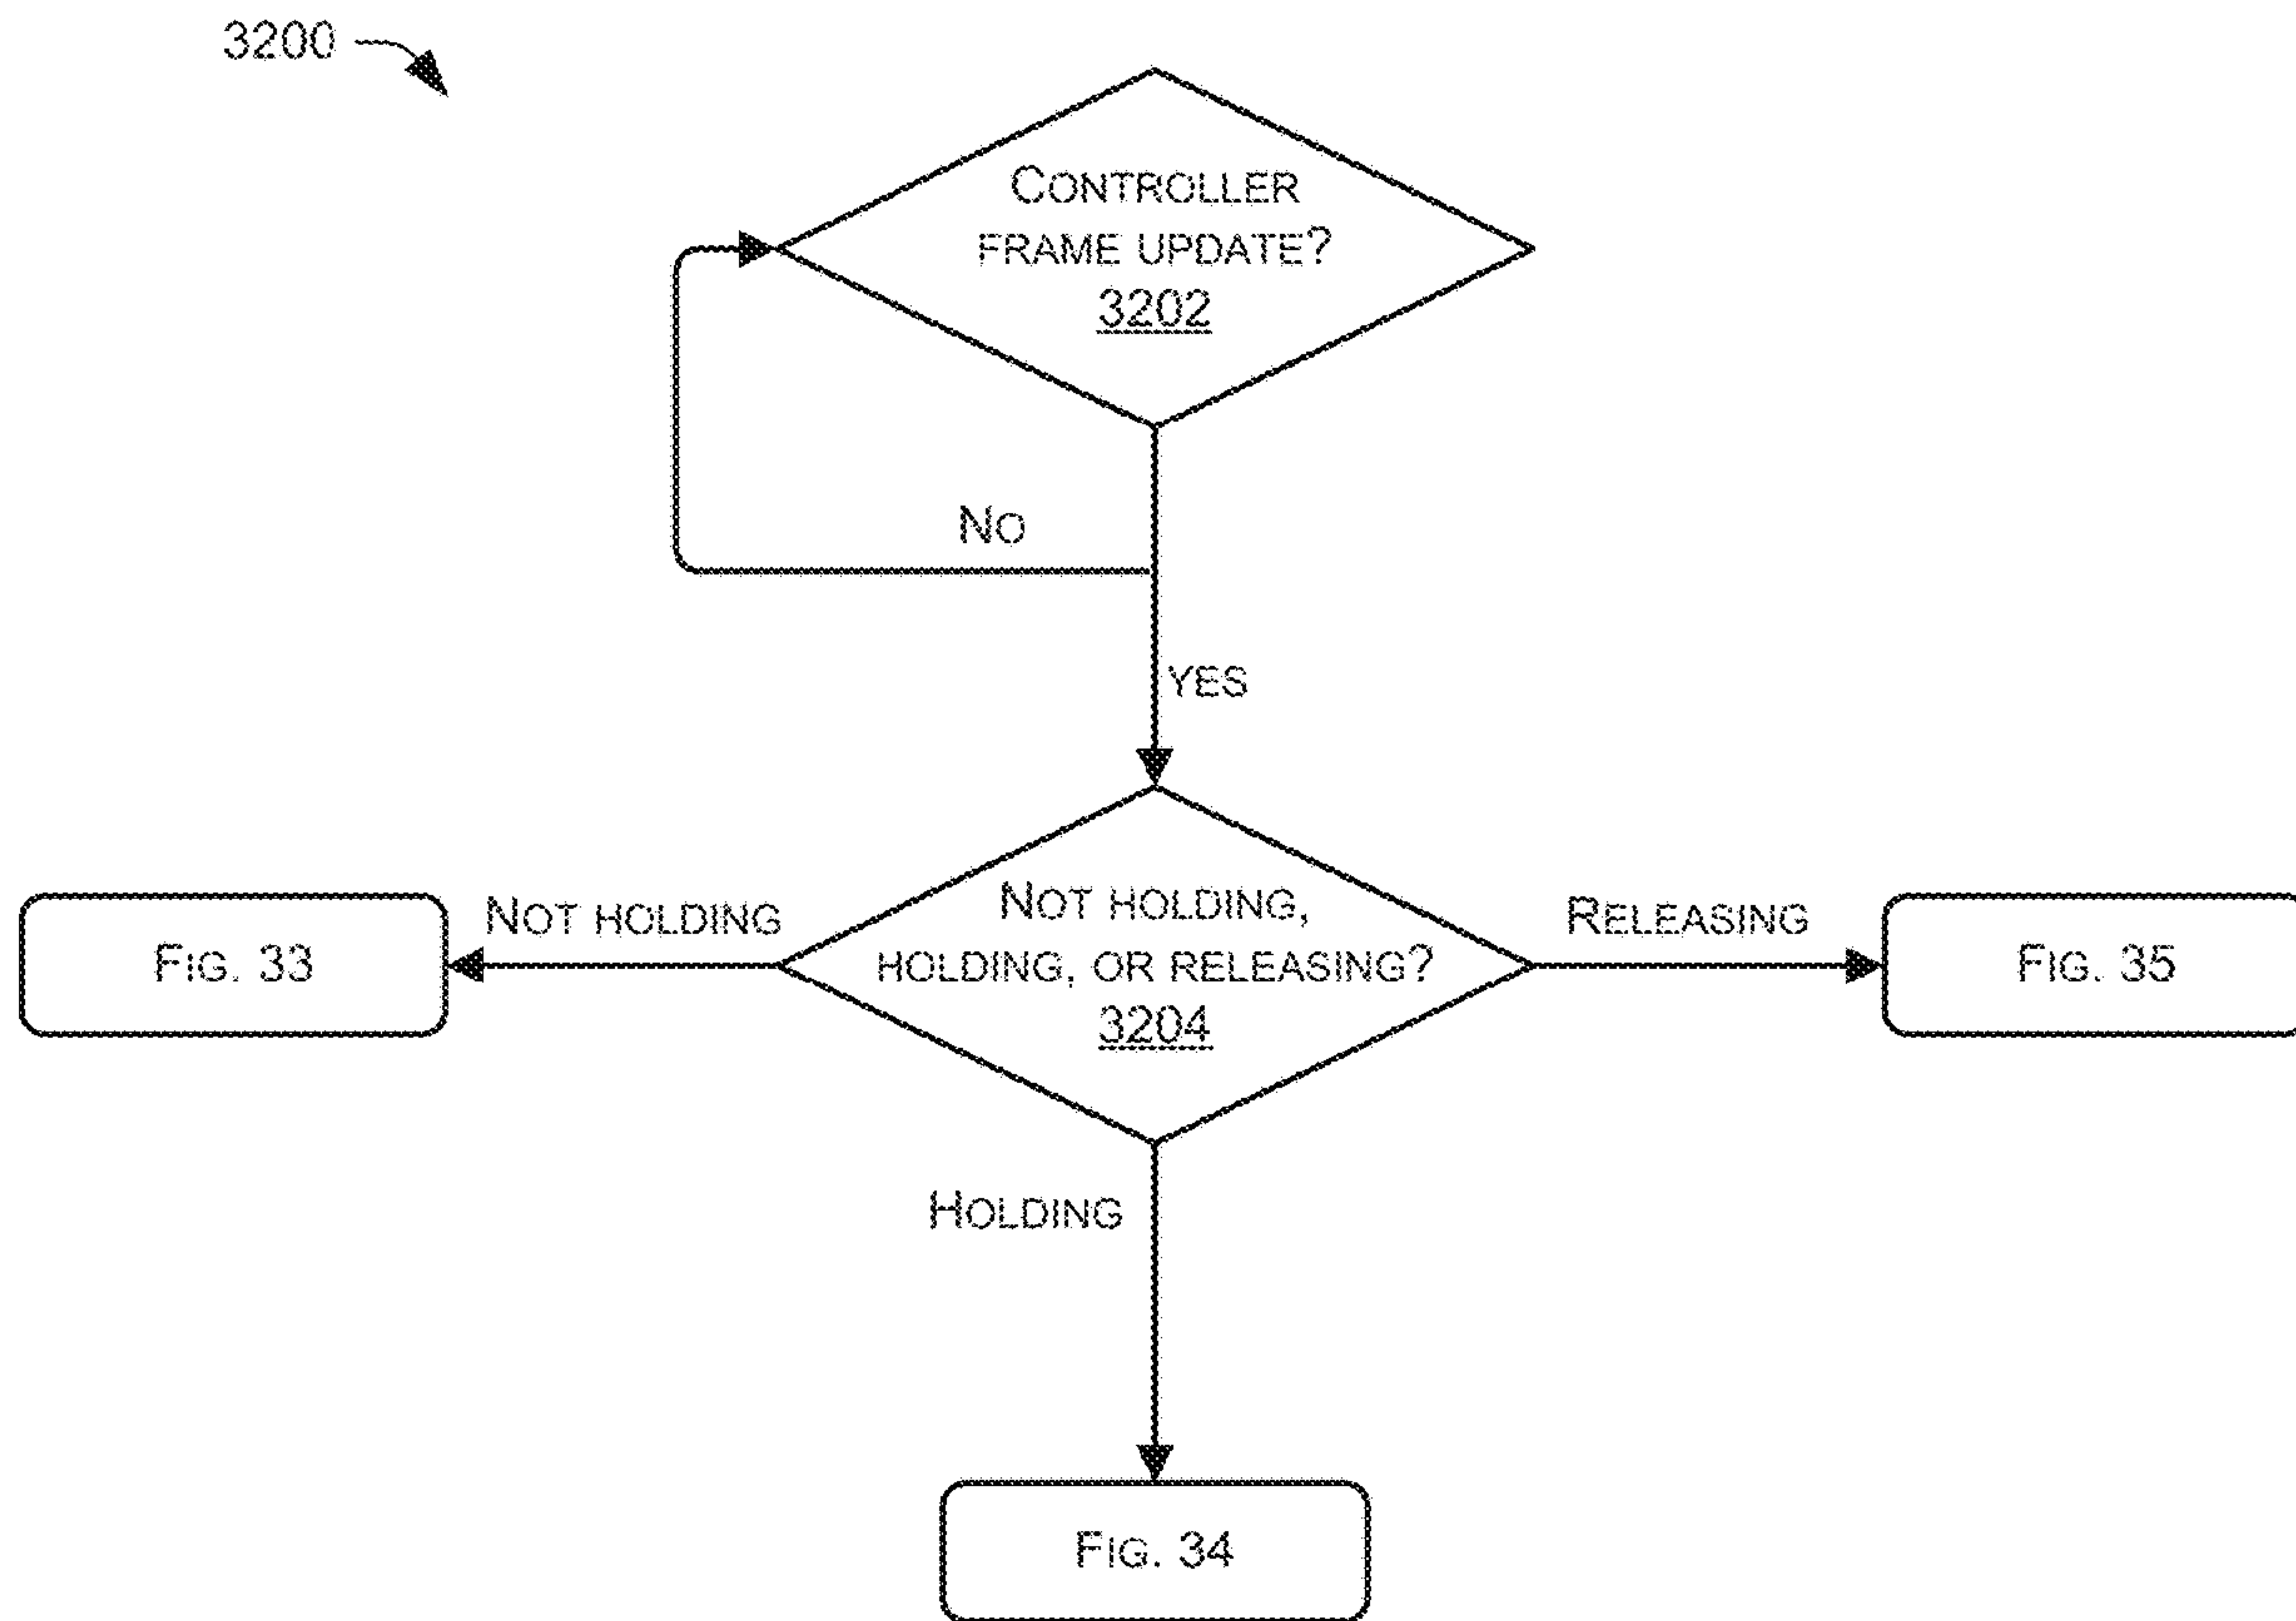 3200
CONTROLLER
FRAME UPDATE?
3202
NO
YES
NOT HOLDING
NOT HOLDING,
HOLDING, OR RELEASING?
3204
RELEASING
FIG. 33
FIG. 35
HOLDING
FIG. 34